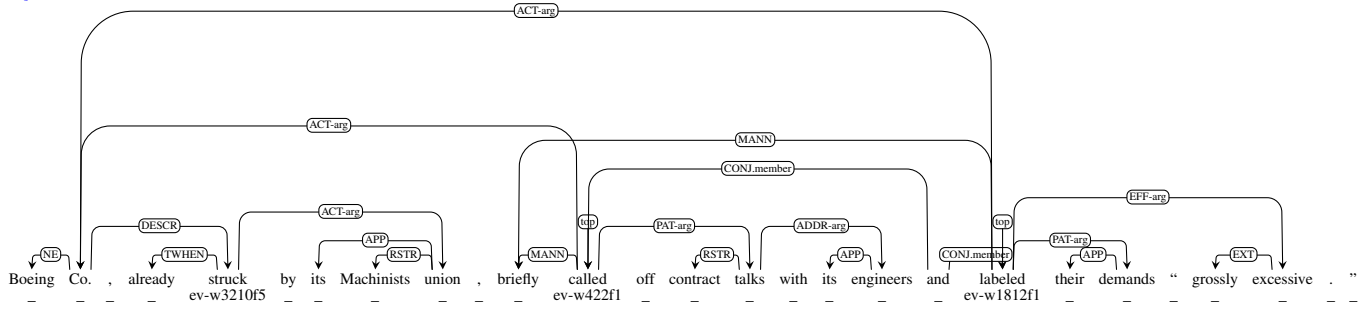 ACT-arg
ACT-arg
MANN
CONJ.member
EFF-arg
ACT-arg
DESCR top PAT-arg ADDR-arg top
APP PAT-arg
NE TWHEN RSTR MANN RSTR APP CONJ.member APP EXT
Boeing Co. , already struck by its Machinists union , briefly called off contract talks with its engineers and labeled their demands “ grossly excessive . ”
_ _ _ _ ev-w3210f5 _ _ _ _ _ _ ev-w422f1 _ _ _ _ _ _ _ ev-w1812f1 _ _ _ _ _ _ _